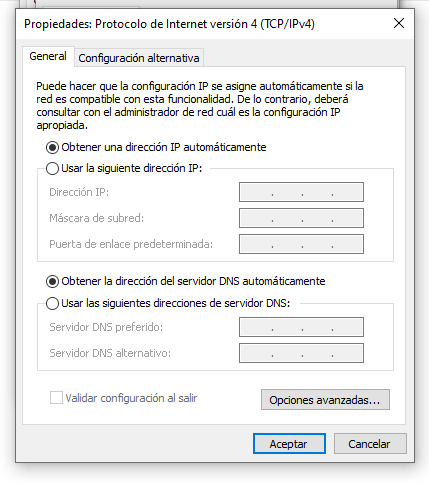 Propiedades: Protocolo de Internet versión 4 (TCP/IPv4)
General
Configuración alternativa
Puede hacer que la configuración IP se asigne automáticamente si la
red es compatible con esta funcionalidad. De lo contrario, deberá
consultar con el administrador de red cuál es la configuración IP
apropiada.
Obtener una dirección IP automáticamente
Usar la siguiente dirección IP:
Dirección IP:
Máscara de subred:
Puerta de enlace predeterminada:
Obtener la dirección del servidor DNS automáticamente
Usar las siguientes direcciones de servidor DNS:
Servidor DNS preferido:
Servidor DNS alternativo:
Validar configuración al salir
Opciones avanzadas...
Aceptar
Cancelar